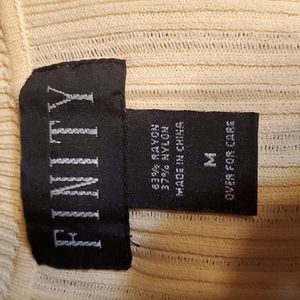 FINITY
63% RAYON
37% NYLON
MADE IN CHINA
M
OVER FOR CARE